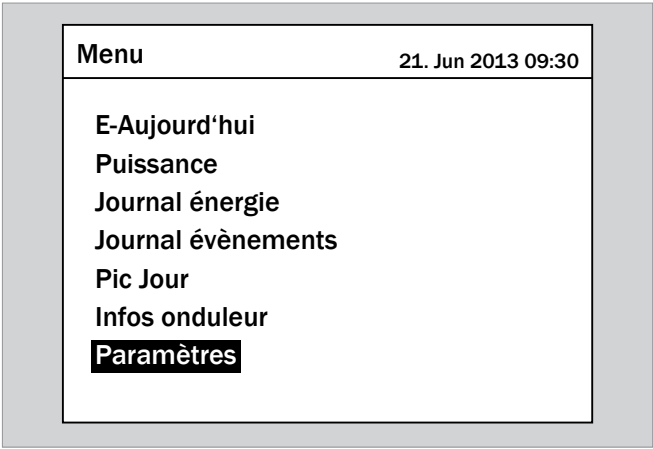 Menu 21. Jun 2013 09:30
E-Aujourd‘hui
Puissance
Journal énergie
Journal évènements
Pic Jour
Infos onduleur
Paramètres